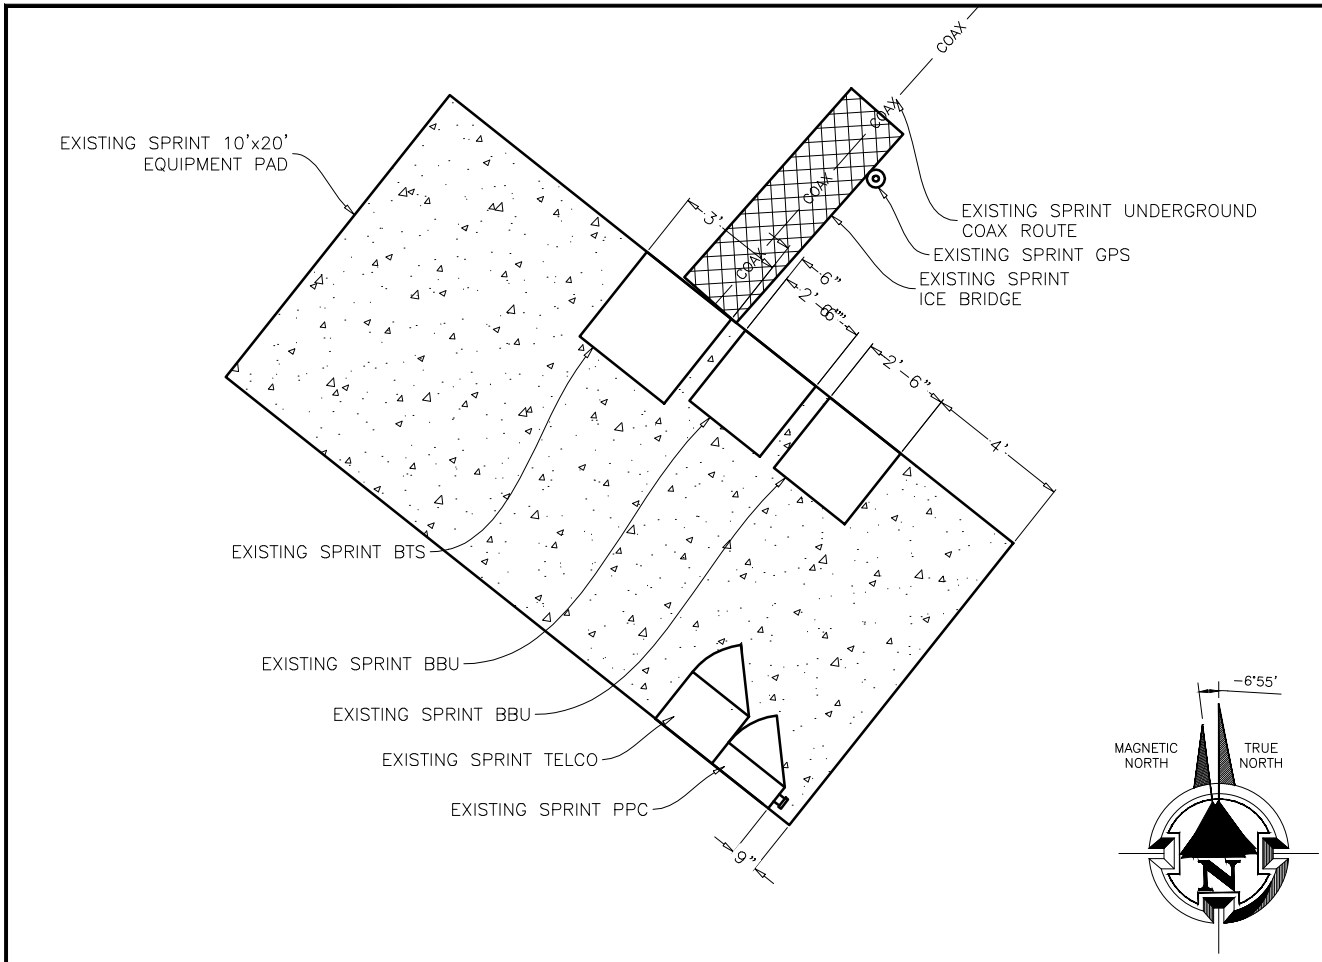 COAX
EXISTING SPRINT 10'x20'
EQUIPMENT PAD
COAX
COAX
COAX
3'
EXISTING SPRINT UNDERGROUND
COAX ROUTE
EXISTING SPRINT GPS
EXISTING SPRINT
ICE BRIDGE
6"
2'-6"
6"
2'-6"
4'
EXISTING SPRINT BTS
EXISTING SPRINT BBU
EXISTING SPRINT BBU
EXISTING SPRINT TELCO
EXISTING SPRINT PPC
9"
-6°55'
MAGNETIC
NORTH
TRUE
NORTH
N